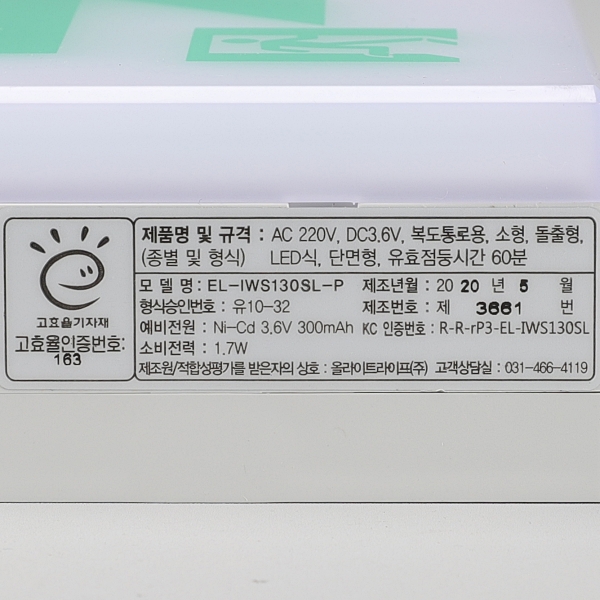 제품명 및 규격 : AC 220V, DC3.6V, 복도통로용, 소형, 돌출형,
(종별 및 형식) LED식, 단면형, 유효점등시간 60분
모 델 명 : EL-IWS130SL-P 제조년월 : 20 20 년 5 월
형식승인번호 : 유10-32 제조번호 : 제 3661 번
예비전원 : Ni-Cd 3.6V 300mAh KC 인증번호 : R-R-rP3-EL-IWS130SL
소비전력 : 1.7W
제조원/적합성평가를 받은자의 상호 : 올라이트라이프(주) 고객상담실 : 031-466-4119
고효율기자재
고효율인증번호:
163